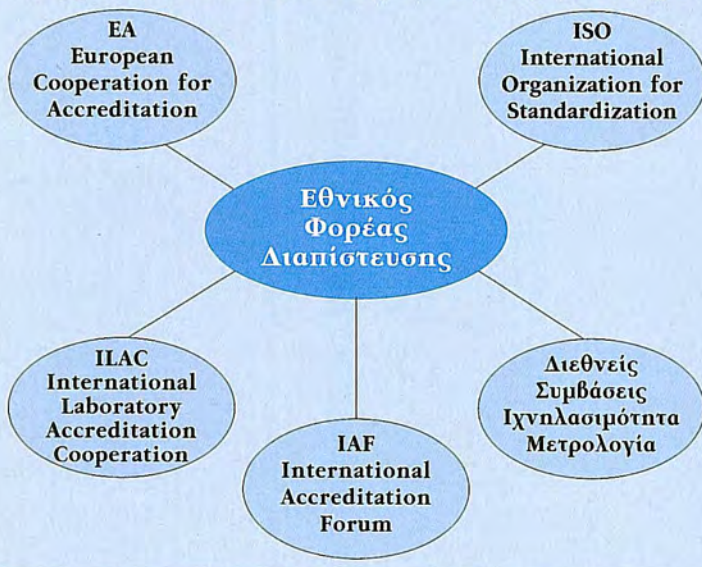 EA
European
Cooperation for
Accreditation
ISO
International
Organization for
Standardization
Εθνικός
Φορέας
Διαπίστευσης
ILAC
International
Laboratory
Accreditation
Cooperation
IAF
International
Accreditation
Forum
Διεθνείς
Συμβάσεις
Ιχνηλασιμότητα
Μετρολογία